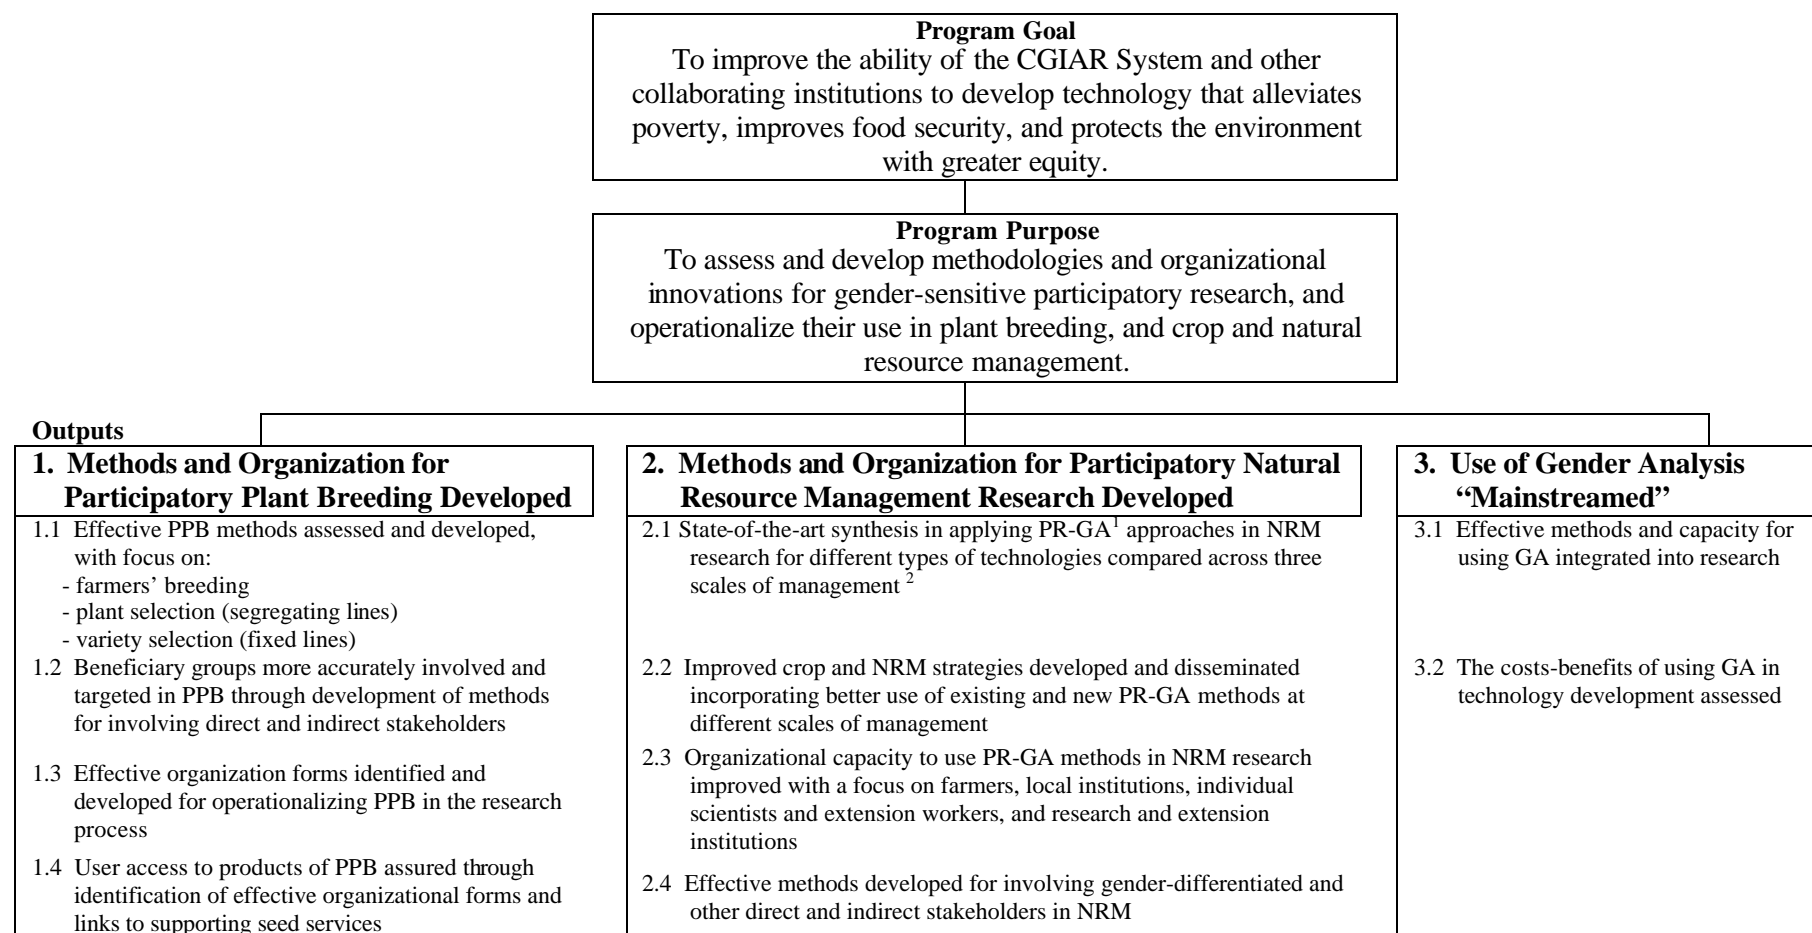 Program Goal
To improve the ability of the CGIAR System and other
collaborating institutions to develop technology that alleviates
poverty, improves food security, and protects the environment
with greater equity.
Program Purpose
To assess and develop methodologies and organizational
innovations for gender-sensitive participatory research, and
operationalize their use in plant breeding, and crop and natural
resource management.
Outputs
1. Methods and Organization for
Participatory Plant Breeding Developed
1.1 Effective PPB methods assessed and developed,
with focus on:
- farmers’ breeding
- plant selection (segregating lines)
- variety selection (fixed lines)
1.2 Beneficiary groups more accurately involved and
targeted in PPB through development of methods
for involving direct and indirect stakeholders
1.3 Effective organization forms identified and
developed for operationalizing PPB in the research
process
1.4 User access to products of PPB assured through
identification of effective organizational forms and
links to supporting seed services
2. Methods and Organization for Participatory Natural
Resource Management Research Developed
2.1 State-of-the-art synthesis in applying PR-GA1 approaches in NRM
research for different types of technologies compared across three
scales of management 2
2.2 Improved crop and NRM strategies developed and disseminated
incorporating better use of existing and new PR-GA methods at
different scales of management
2.3 Organizational capacity to use PR-GA methods in NRM research
improved with a focus on farmers, local institutions, individual
scientists and extension workers, and research and extension
institutions
2.4 Effective methods developed for involving gender-differentiated and
other direct and indirect stakeholders in NRM
3. Use of Gender Analysis
“Mainstreamed”
3.1 Effective methods and capacity for
using GA integrated into research
3.2 The costs-benefits of using GA in
technology development assessed